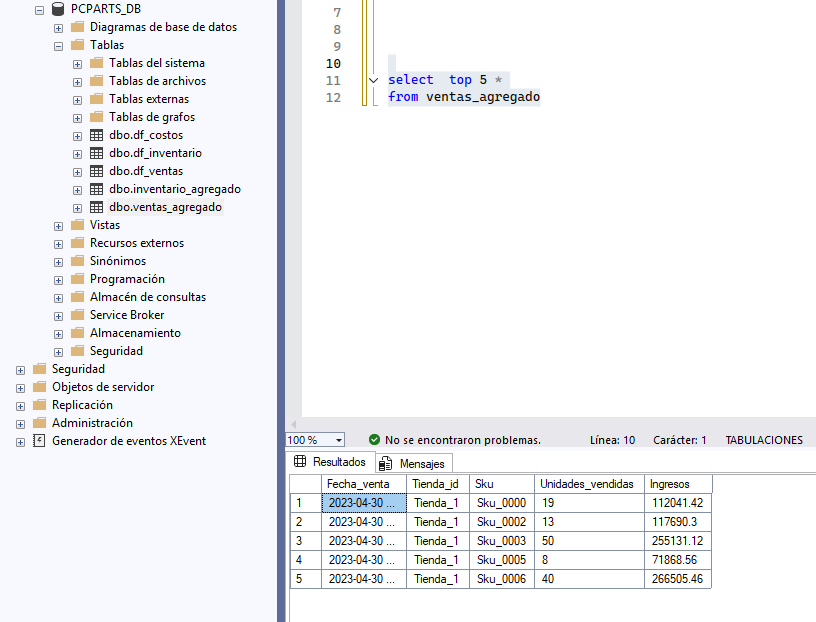 PCPARTS_DB
Diagramas de base de datos
Tablas
Tablas del sistema
Tablas de archivos
Tablas externas
Tablas de grafos
dbo.df_costos
dbo.df_inventario
dbo.df_ventas
dbo.inventario_agregado
dbo.ventas_agregado
Vistas
Recursos externos
Sinónimos
Programación
Almacén de consultas
Service Broker
Almacenamiento
Seguridad
Seguridad
Objetos de servidor
Replicación
Administración
Generador de eventos XEvent
7
8
9
10
11 select  top 5 *
12 from ventas_agregado
100 % No se encontraron problemas. Línea: 10 Carácter: 1 TABULACIONES
Resultados Mensajes
Fecha_venta Tienda_id Sku Unidades_vendidas Ingresos
1 2023-04-30 ... Tienda_1 Sku_0000 19 112041.42
2 2023-04-30 ... Tienda_1 Sku_0002 13 117690.3
3 2023-04-30 ... Tienda_1 Sku_0003 50 255131.12
4 2023-04-30 ... Tienda_1 Sku_0005 8 71868.56
5 2023-04-30 ... Tienda_1 Sku_0006 40 266505.46